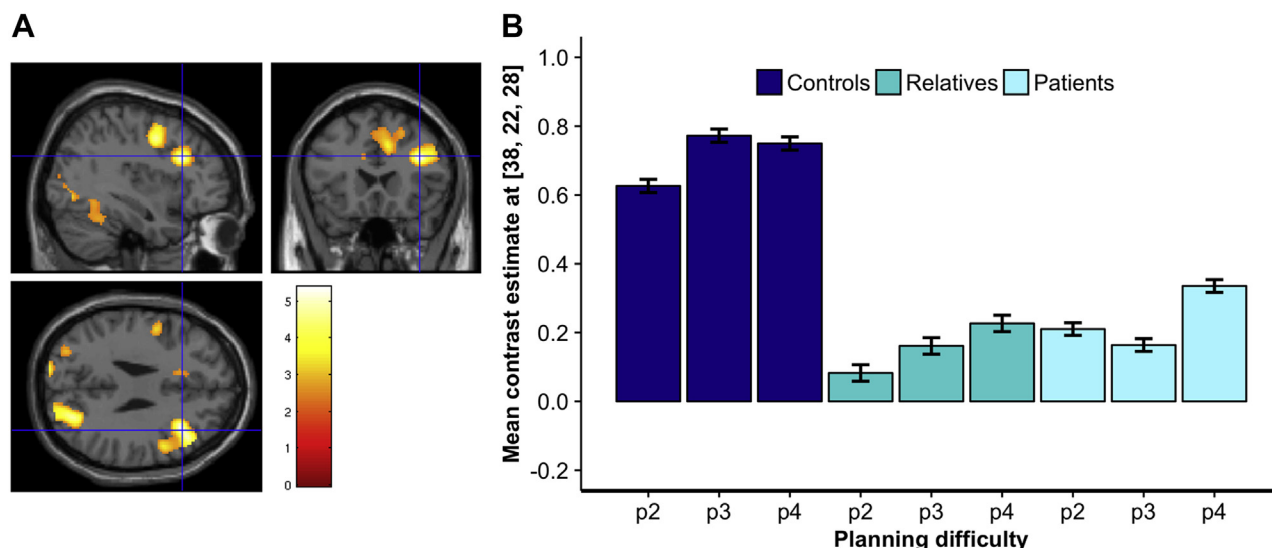 A
5
4
3
2
1
0
B
Mean contrast estimate at [38, 22, 28]
1.0
0.8
0.6
0.4
0.2
0.0
-0.2
Controls Relatives Patients
p2 p3 p4 p2 p3 p4 p2 p3 p4
Planning difficulty